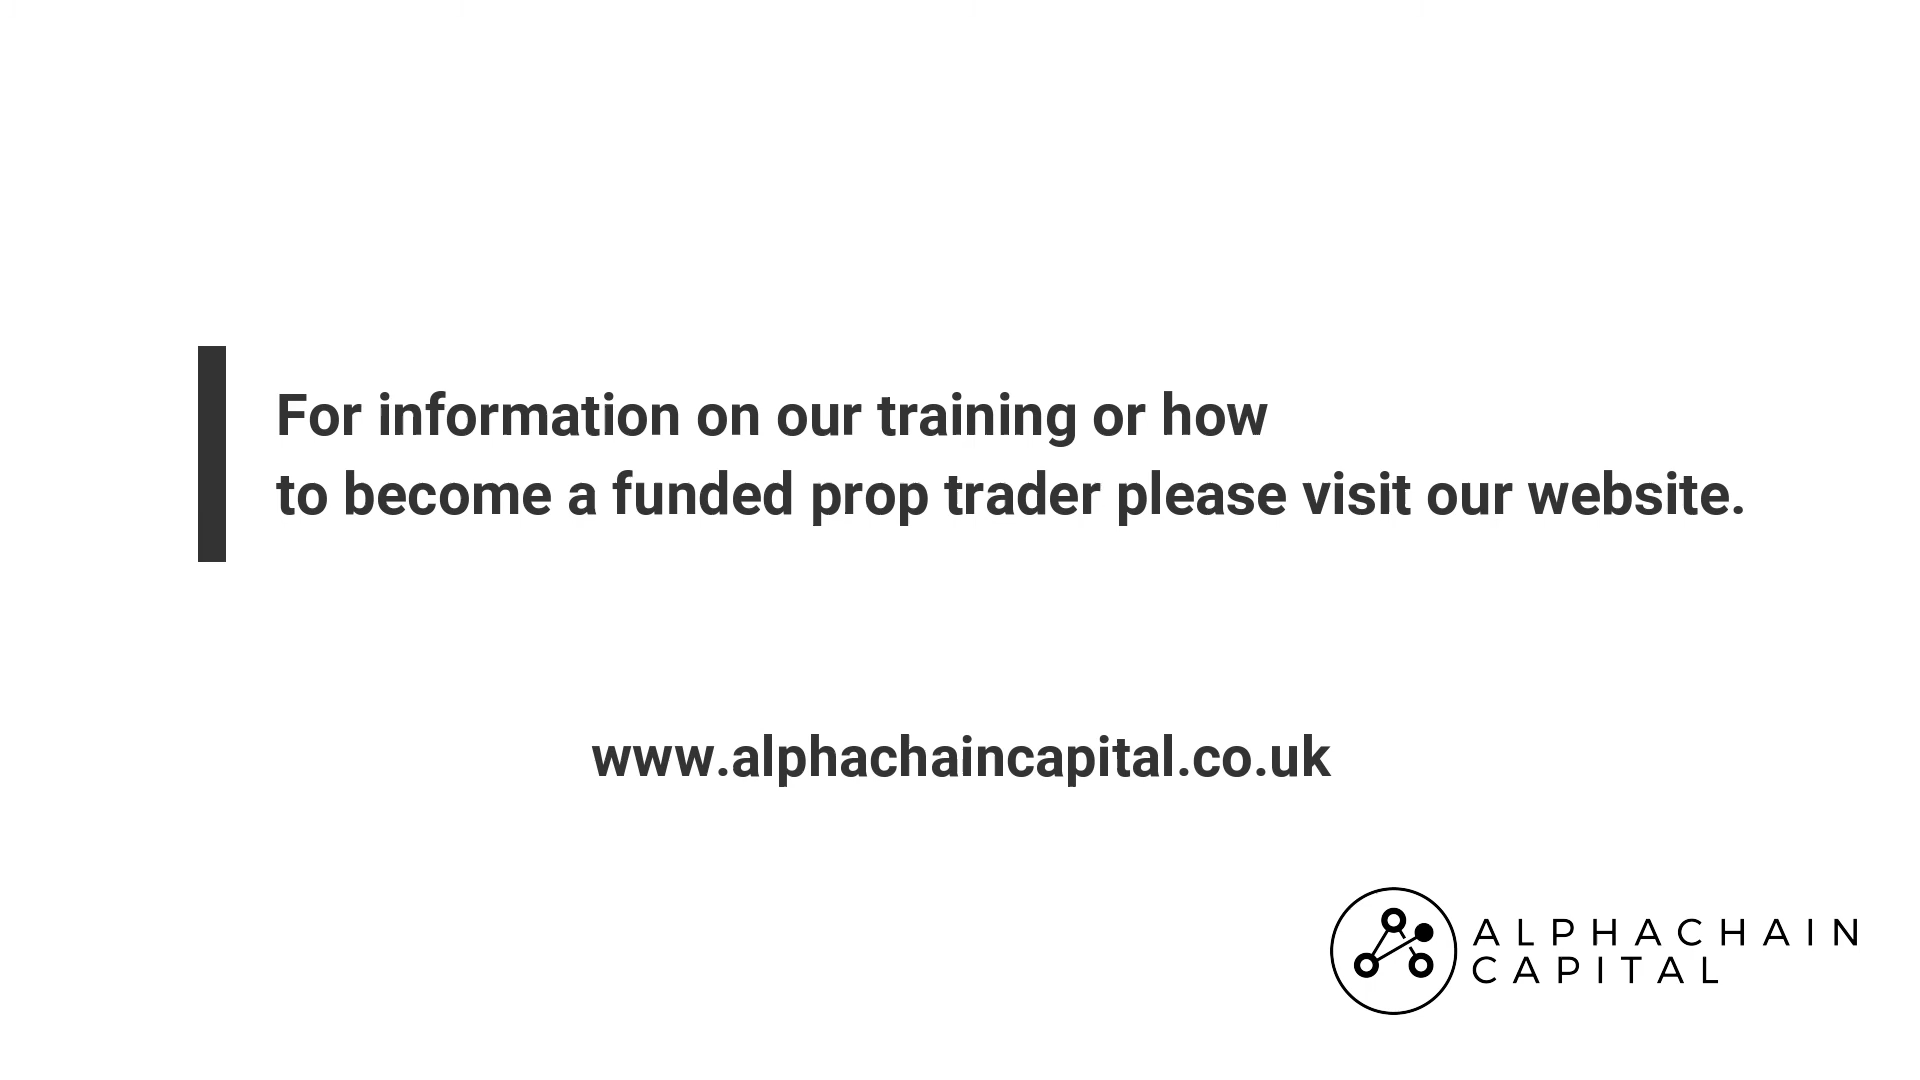 For information on our training or how
to become a funded prop trader please visit our website.
www.alphachaincapital.co.uk
ALPHACHAIN
CAPITAL